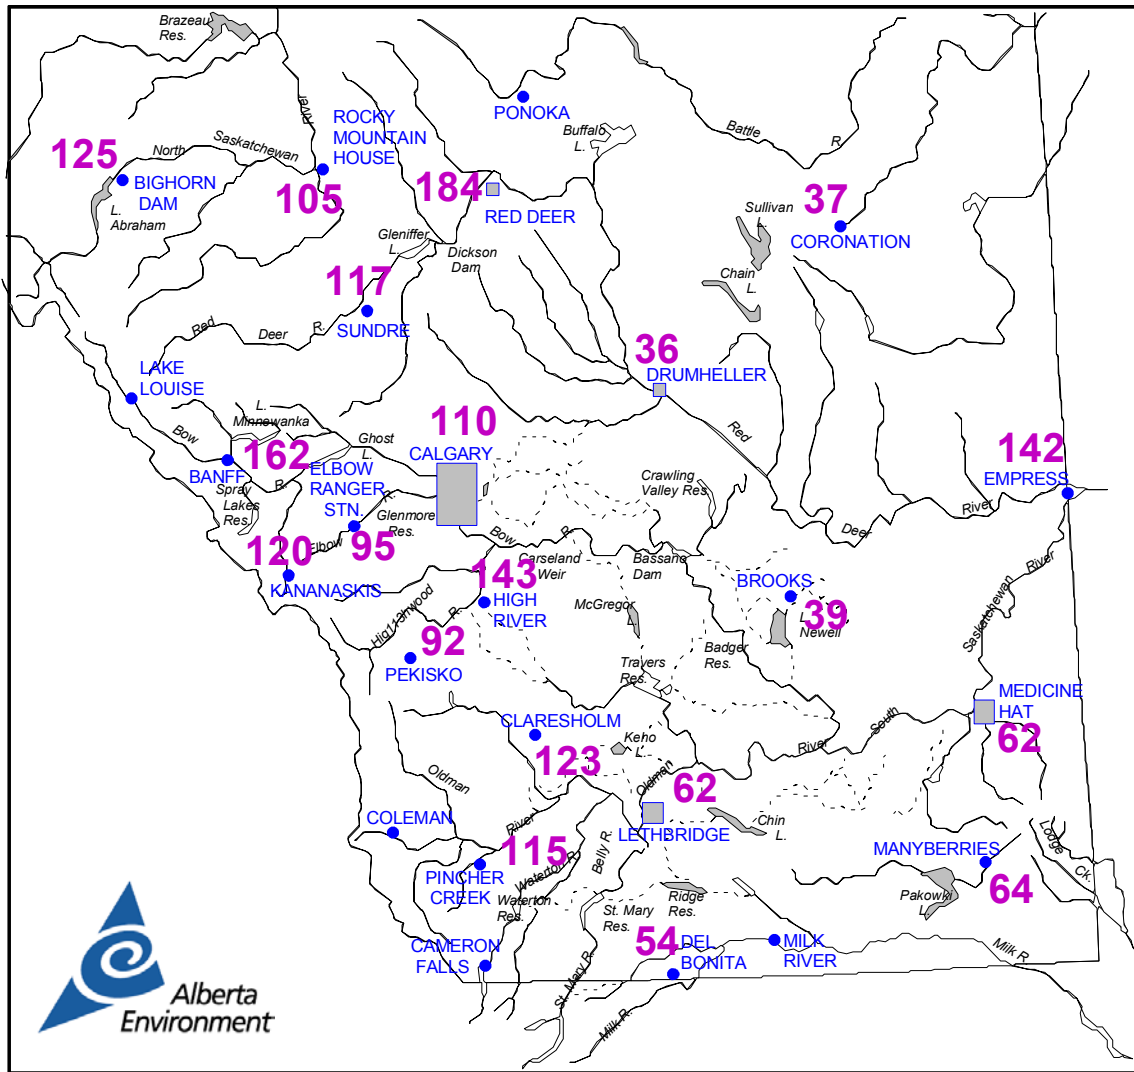 Brazeau
Res.
River
ROCKY
MOUNTAIN
HOUSE
PONOKA
Buffalo
L.
Battle
R.
North
Saskatchewan
125
BIGHORN
DAM
L.
Abraham
105
184
RED DEER
37
Sullivan
L.
CORONATION
Gleniffer
L.
Dickson
Dam
Chain
L.
117
SUNDRE
Red
Deer
R.
36
DRUMHELLER
LAKE
LOUISE
L.
Minnewanka
Bow
Ghost
L.
110
CALGARY
Red
162
BANFF
R.
ELBOW
RANGER
STN.
R.
Spray
Lakes
Res.
Glenmore
Res.
Crawling
Valley Res
142
EMPRESS
River
Deer
Elbow
95
Bow
R.
Carseland
Weir
Bassano
Dam
120
KANANASKIS
143
HIGH
RIVER
BROOKS
39
L.
Newell
River
Saskatchewan
McGregor
L.
Hig113hwood
R.
92
PEKISKO
Badger
Res.
Travers
Res.
MEDICINE
HAT
62
CLARESHOLM
123
Keho
L.
River
South
Oldman
Oldman
62
LETHBRIDGE
Chin
L.
COLEMAN
River
115
PINCHER
CREEK
Waterton R.
Waterton
Res.
Belly R.
MANYBERRIES
64
Lodge
Ck.
Pakowki
L.
Ridge
Res.
St. Mary
Res.
54
DEL
BONITA
MILK
RIVER
Milk R.
CAMERON
FALLS
St. Mary R.
Milk R.
Alberta
Environment